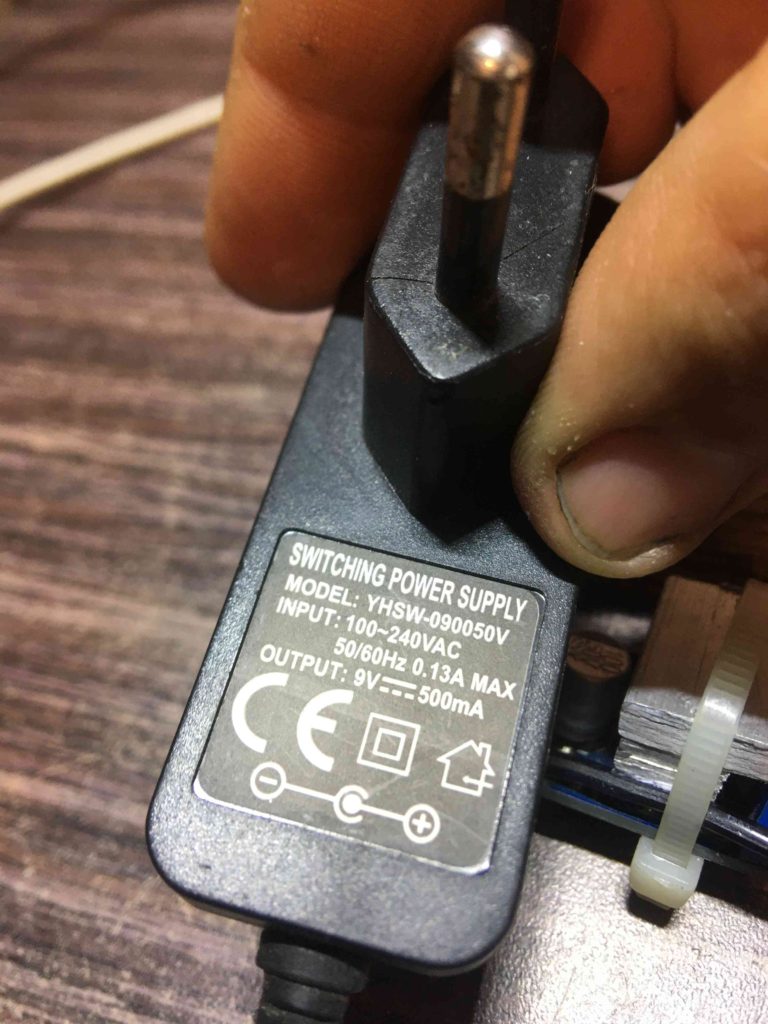 SWITCHING POWER SUPPLY
MODEL: YHSW-090050V
INPUT: 100~240VAC
50/60Hz 0.13A MAX
OUTPUT: 9V⎓500mA
CE